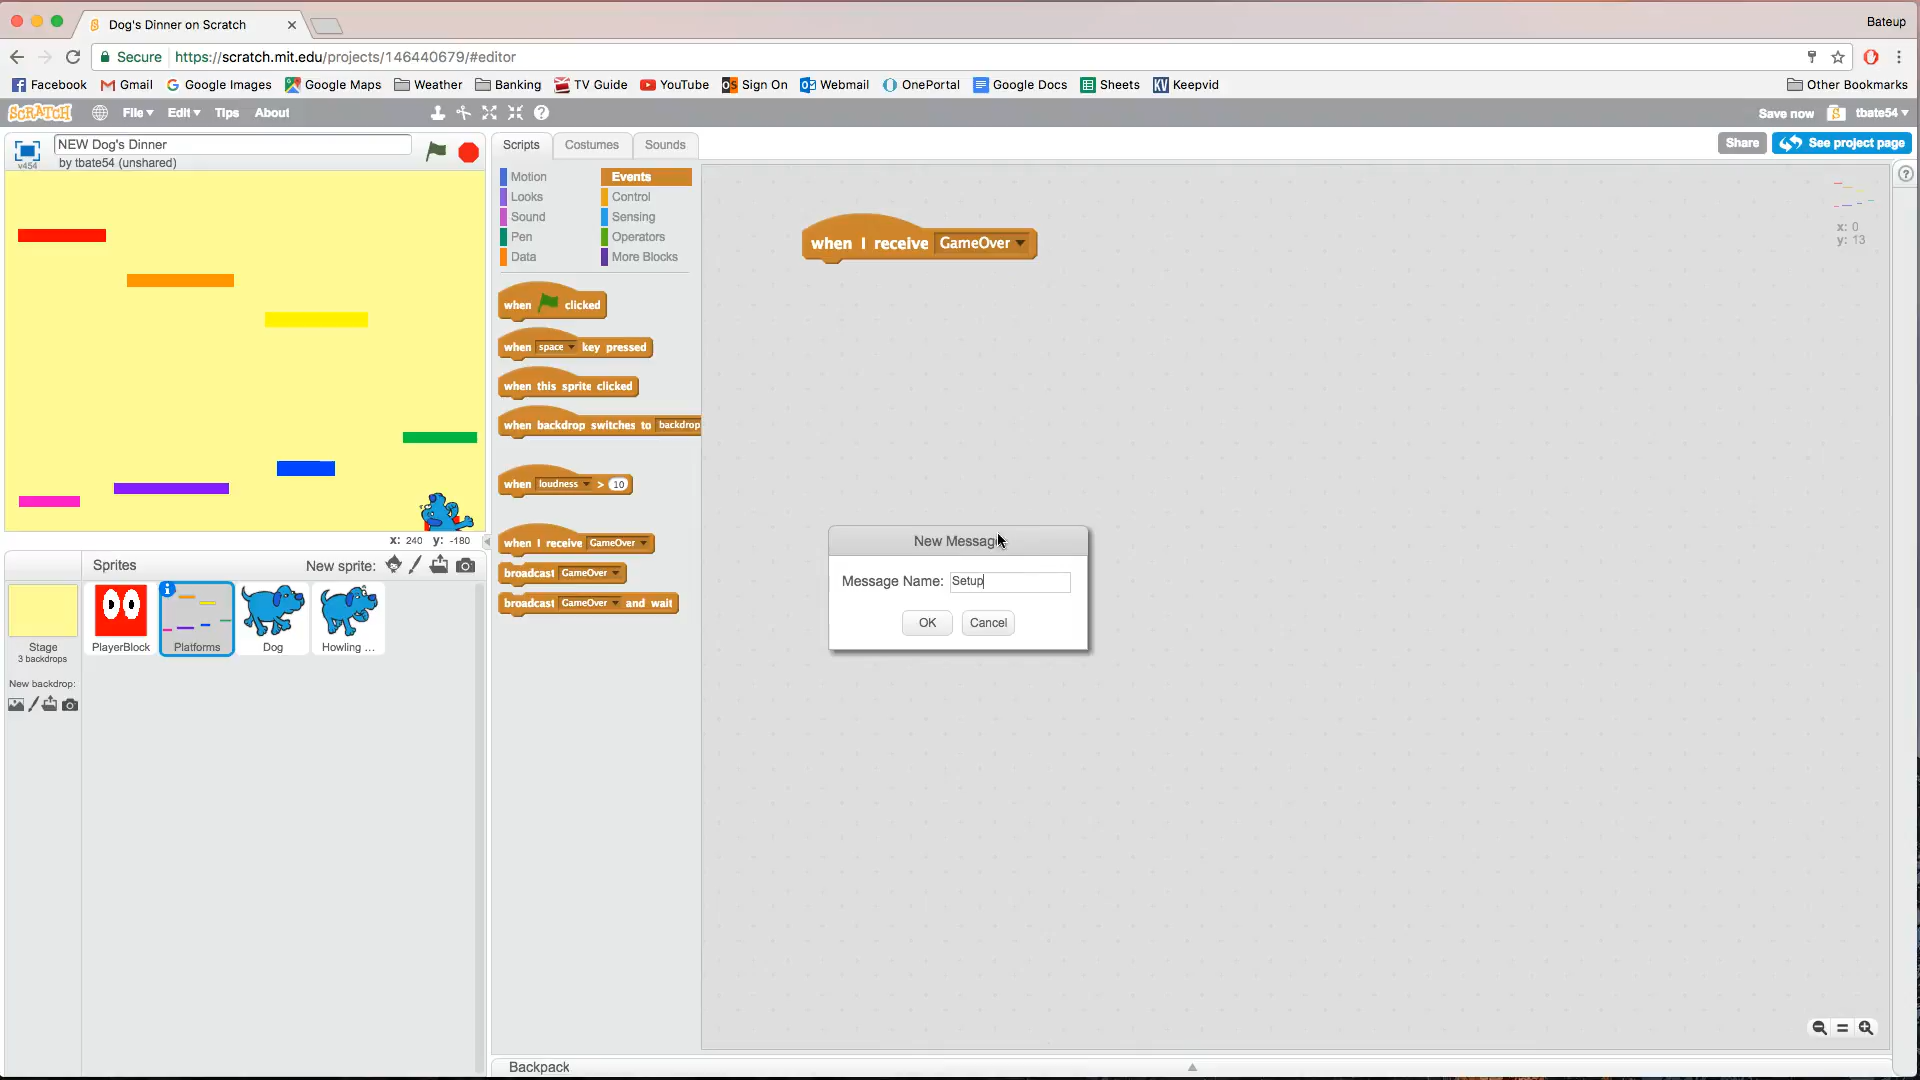 Dog's Dinner on Scratch
Bateup
Secure https://scratch.mit.edu/projects/146440679/#editor
Facebook Gmail Google Images Google Maps Weather Banking TV Guide YouTube Sign On Webmail OnePortal Google Docs Sheets Keepvid Other Bookmarks
SCRATCH File Edit Tips About Save now tbate54
NEW Dog's Dinner
by tbate54 (unshared)
v454
Scripts Costumes Sounds
Share See project page
Motion Events
Looks Control
Sound Sensing
Pen Operators
Data More Blocks
when clicked
when space key pressed
when this sprite clicked
when backdrop switches to backdrop
when loudness > 10
when I receive GameOver
broadcast GameOver
broadcast GameOver and wait
when I receive GameOver
x: 0
y: 13
New Message
Message Name: Setup
OK Cancel
x: 240 y: -180
Sprites New sprite:
Stage
3 backdrops
New backdrop:
PlayerBlock Platforms Dog Howling ...
Backpack